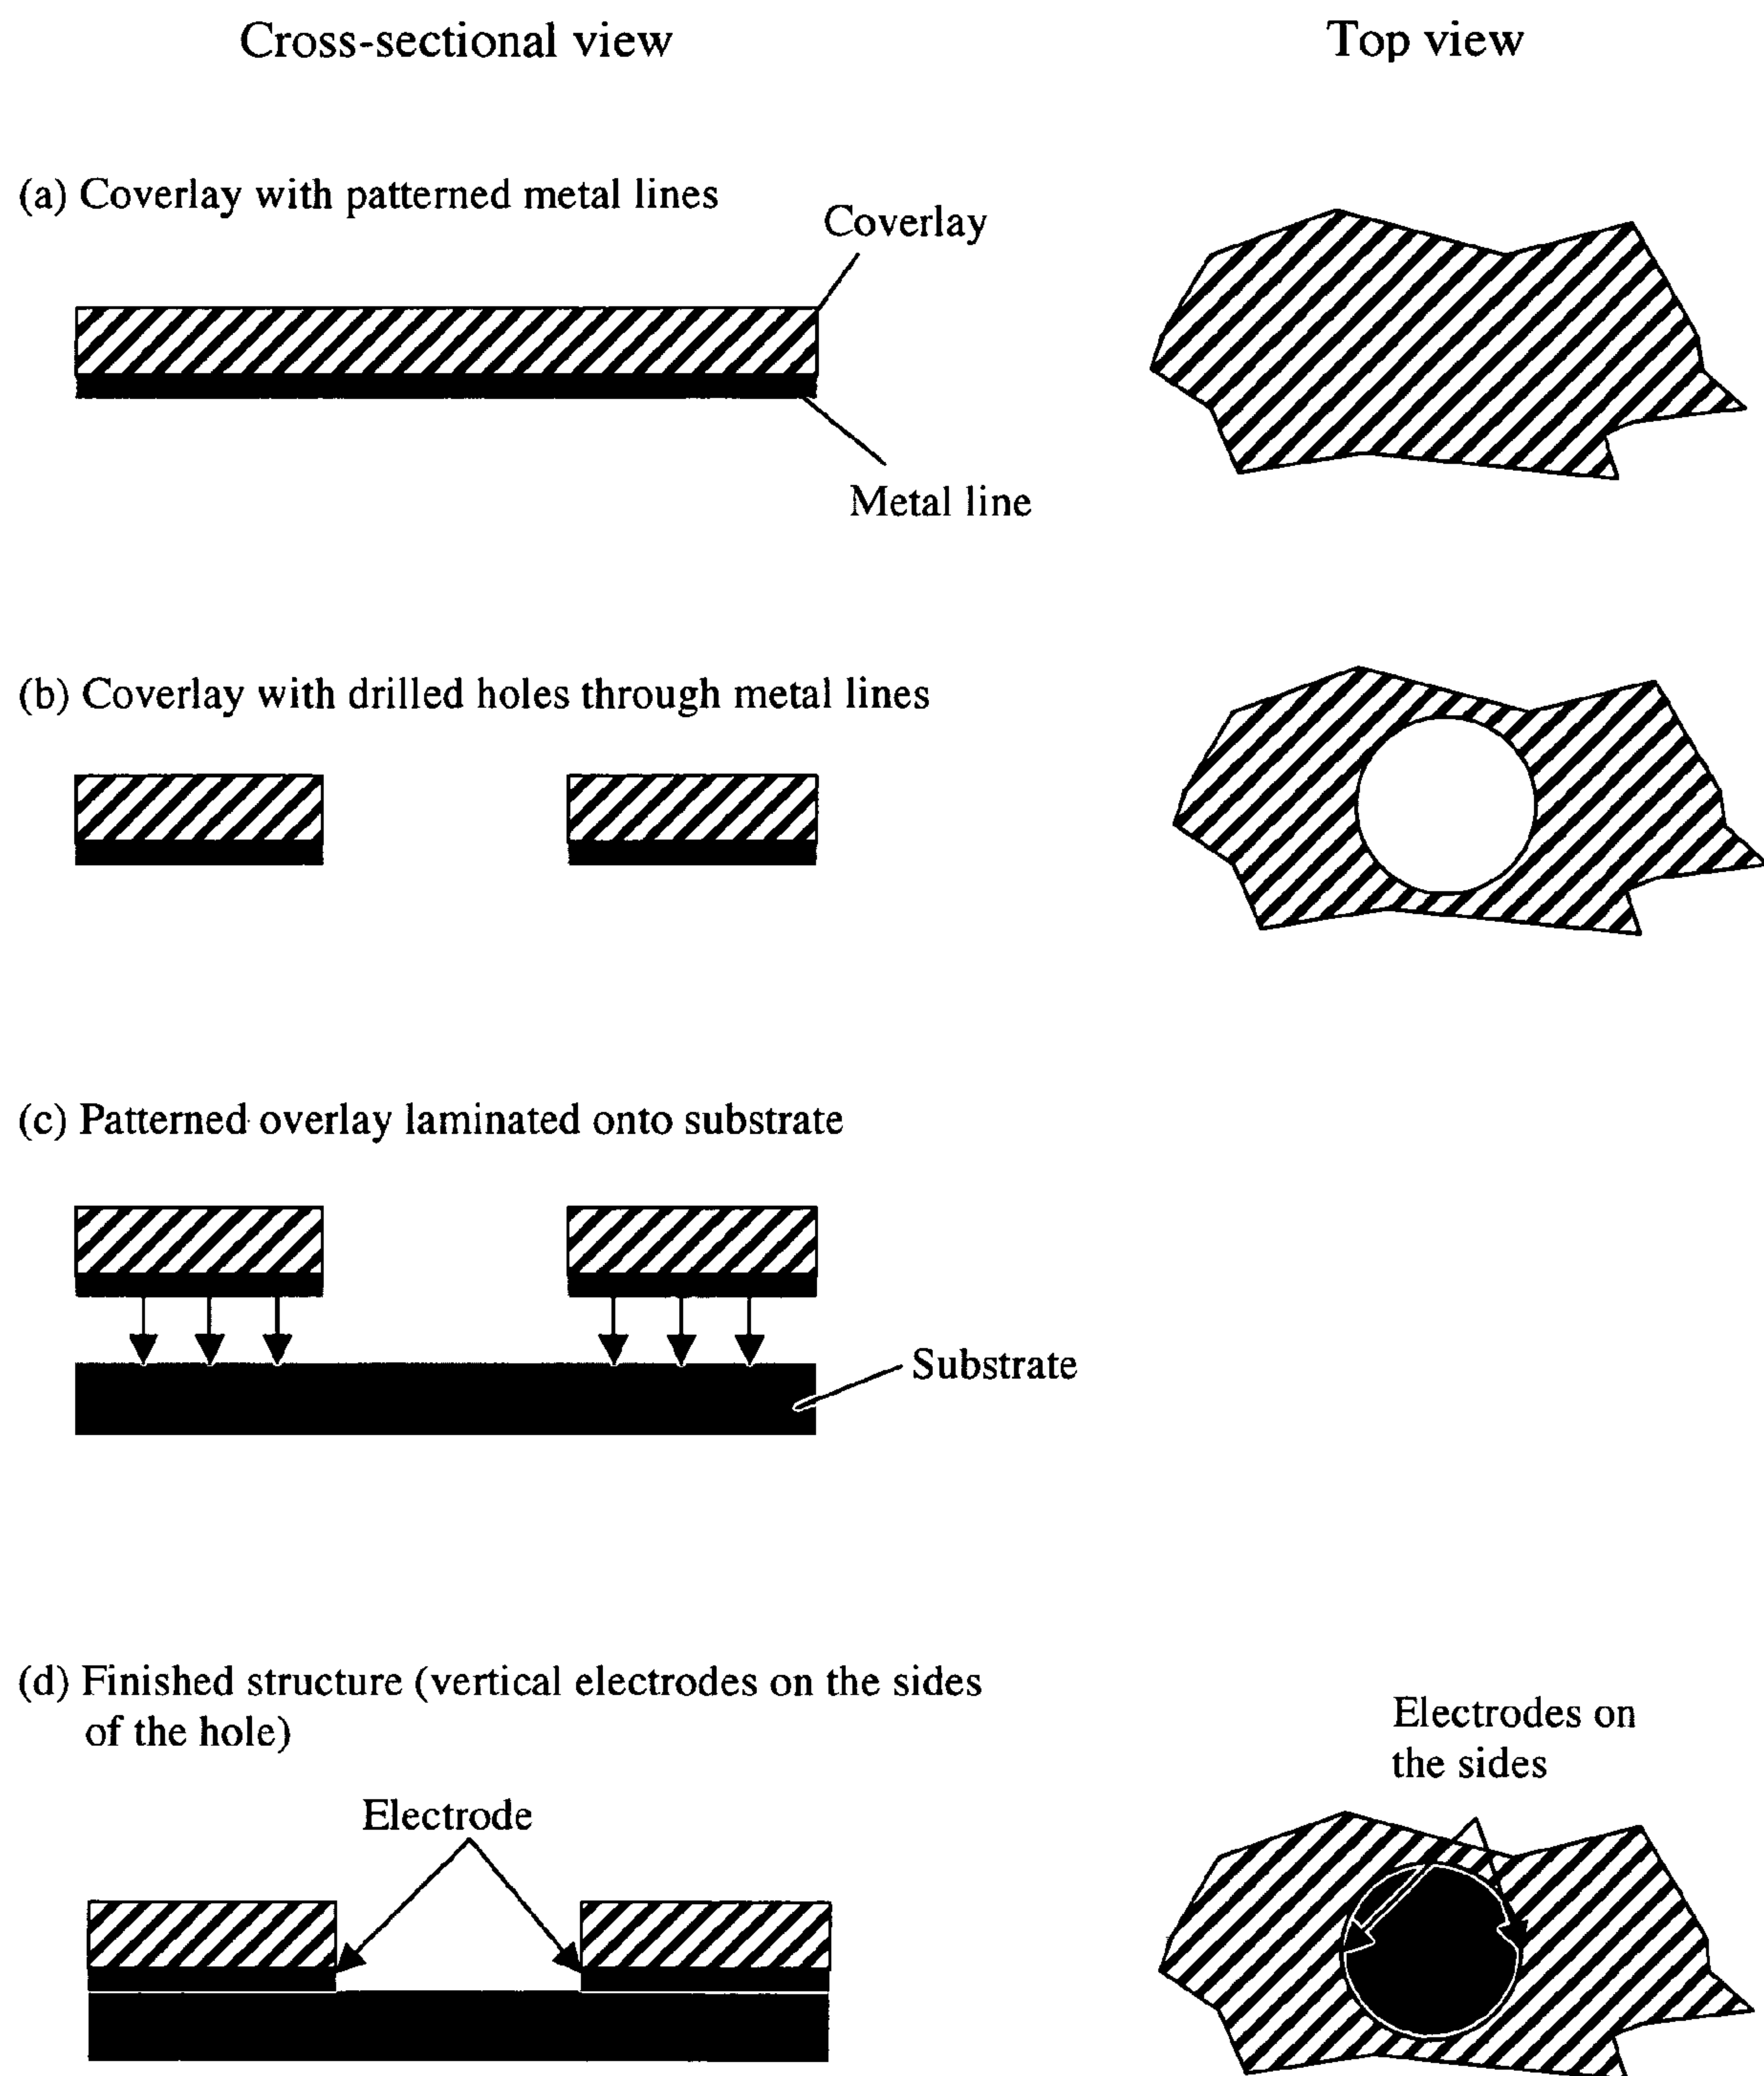 Cross-sectional view
Top view
(a) Coverlay with patterned metal lines
Coverlay
Metal line
(b) Coverlay with drilled holes through metal lines
(c) Patterned overlay laminated onto substrate
Substrate
(d) Finished structure (vertical electrodes on the sides
of the hole)
Electrodes on
the sides
Electrode